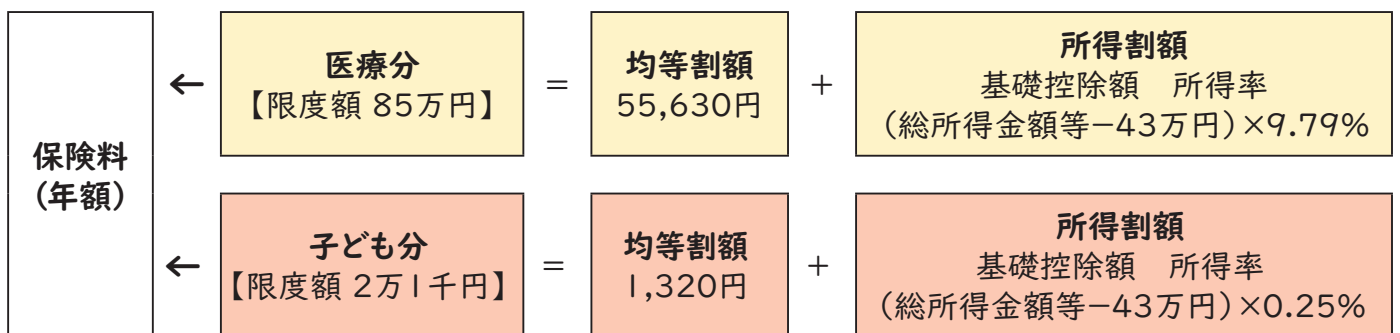 保険料
(年額)
← 医療分 = 均等割額 + 所得割額
【限度額 85万円】 55,630円 基礎控除額 所得率
(総所得金額等−43万円)×9.79%
← 子ども分 = 均等割額 + 所得割額
【限度額 2万1千円】 1,320円 基礎控除額 所得率
(総所得金額等−43万円)×0.25%